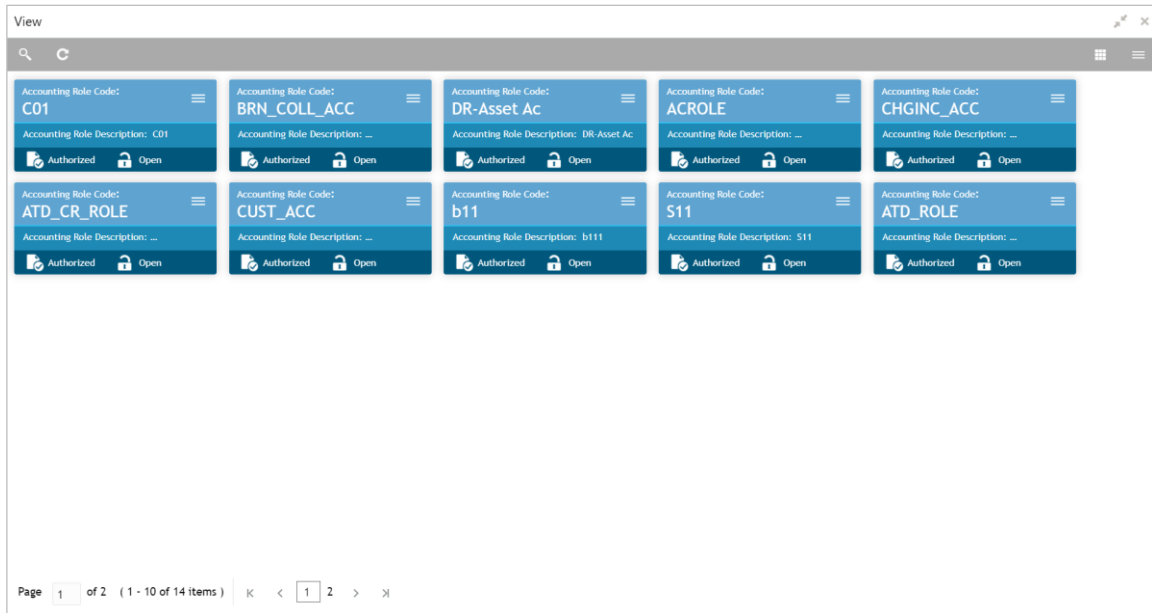 View
Accounting Role Code: Accounting Role Code: Accounting Role Code: Accounting Role Code: Accounting Role Code:
C01 BRN_COLL_ACC DR-Asset Ac ACROLE CHGINC_ACC
Accounting Role Description: C01 Accounting Role Description: ... Accounting Role Description: DR-Asset Ac Accounting Role Description: ... Accounting Role Description: ...
Authorized Open Authorized Open Authorized Open Authorized Open Authorized Open
Accounting Role Code: Accounting Role Code: Accounting Role Code: Accounting Role Code: Accounting Role Code:
ATD_CR_ROLE CUST_ACC b11 S11 ATD_ROLE
Accounting Role Description: ... Accounting Role Description: ... Accounting Role Description: b111 Accounting Role Description: S11 Accounting Role Description: ...
Authorized Open Authorized Open Authorized Open Authorized Open Authorized Open
Page 1 of 2 ( 1 - 10 of 14 items ) 1 2